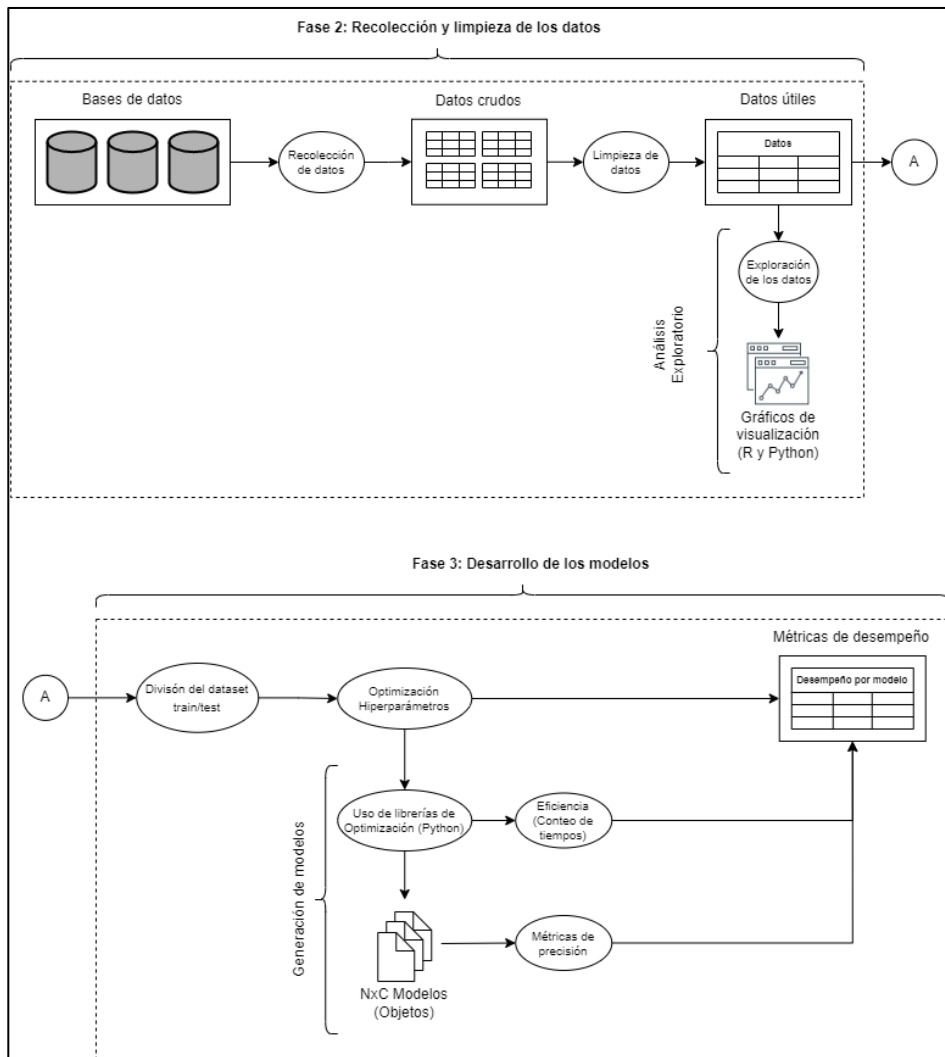 Fase 2: Recolección y limpieza de los datos
Bases de datos
Datos crudos
Datos útiles
Recolección
de datos
Limpieza de
datos
Datos
A
Exploración
de los datos
Análisis
Exploratorio
Gráficos de
visualización
(R y Python)
Fase 3: Desarrollo de los modelos
Métricas de desempeño
A
Divisón del dataset
train/test
Optimización
Hiperparámetros
Desempeño por modelo
Generación de modelos
Uso de librerías de
Optimización (Python)
Eficiencia
(Conteo de
tiempos)
Métricas de
precisión
NxC Modelos
(Objetos)